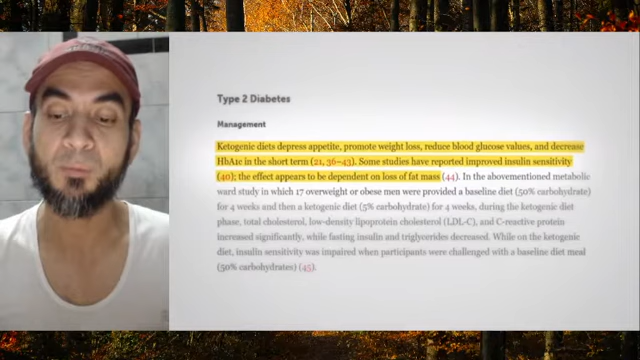 Type 2 Diabetes
Management
Ketogenic diets depress appetite, promote weight loss, reduce blood glucose values, and decrease
HbA1c in the short term (21, 36–43). Some studies have reported improved insulin sensitivity
(40); the effect appears to be dependent on loss of fat mass (44). In the abovementioned metabolic
ward study in which 17 overweight or obese men were provided a baseline diet (50% carbohydrate)
for 4 weeks and then a ketogenic diet (5% carbohydrate) for 4 weeks, during the ketogenic diet
phase, total cholesterol, low-density lipoprotein cholesterol (LDL-C), and C-reactive protein
increased significantly, while fasting insulin and triglycerides decreased. While on the ketogenic
diet, insulin sensitivity was impaired when participants were challenged with a baseline diet meal
(50% carbohydrates) (45).